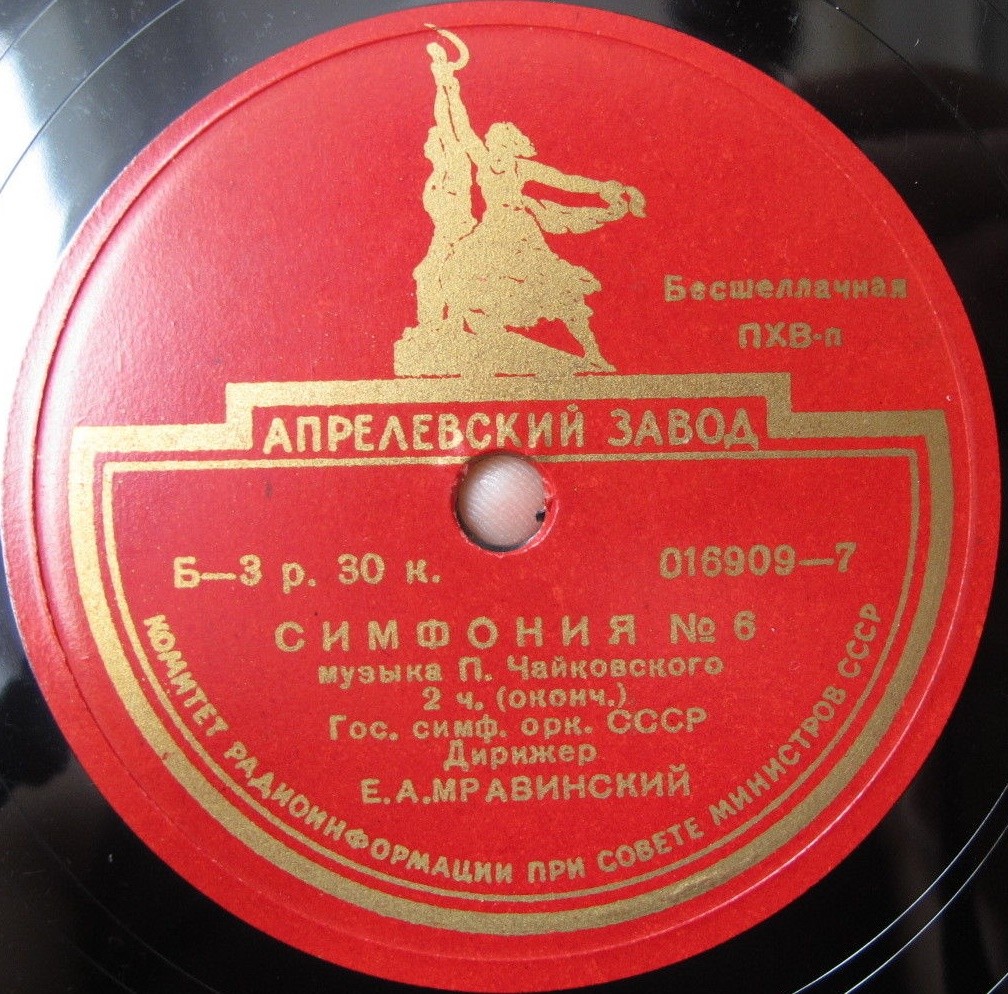 Бесшеллачная
ПХВ-п
АПРЕЛЕВСКИЙ ЗАВОД
Б—3 р. 30 к.
016909—7
СИМФОНИЯ № 6
музыка П. Чайковского
2 ч. (оконч.)
Гос. симф. орк. СССР
Дирижер
Е.А.МРАВИНСКИЙ
КОМИТЕТ РАДИОИНФОРМАЦИИ ПРИ СОВЕТЕ МИНИСТРОВ СССР